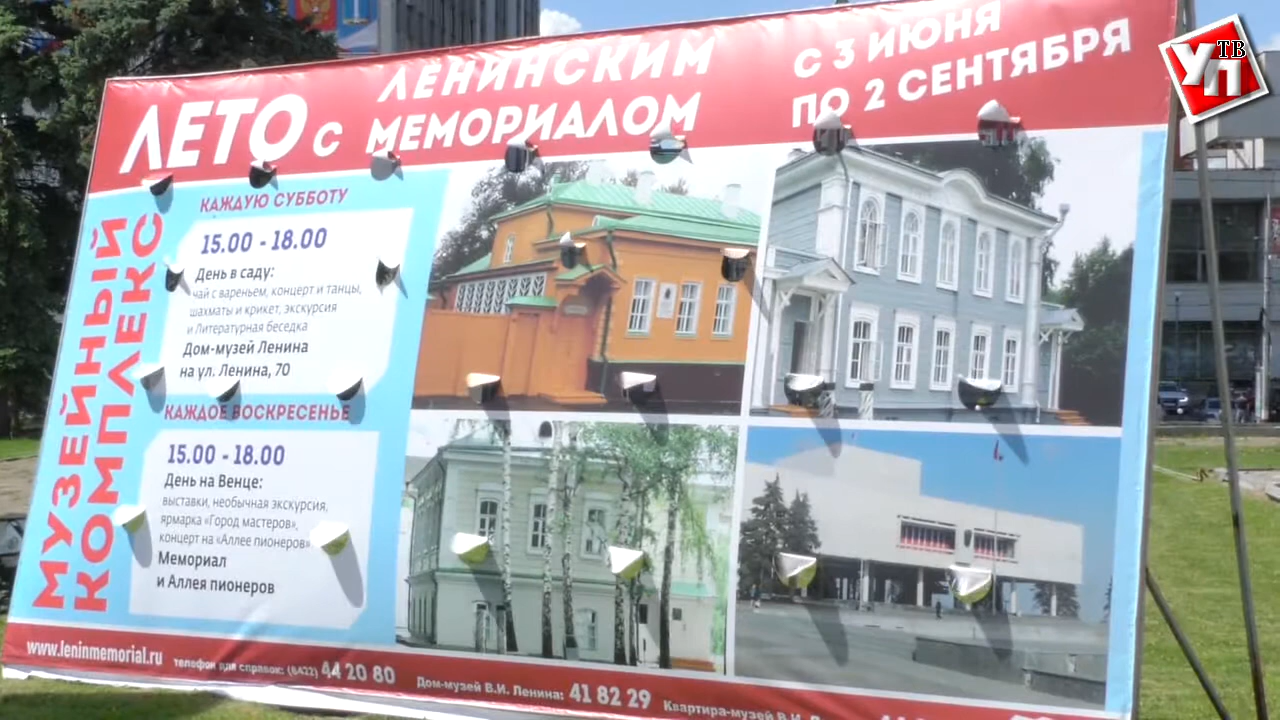 ЛЕТО С ЛЕНИНСКИМ МЕМОРИАЛОМ
С 3 ИЮНЯ
ПО 2 СЕНТЯБРЯ
УП ТВ
МУЗЕЙНЫЙ
КОМПЛЕКС
КАЖДУЮ СУББОТУ
15.00 - 18.00
День в саду:
чай с вареньем, концерт и танцы,
шахматы и крикет, экскурсия
и Литературная беседка
Дом-музей Ленина
на ул. Ленина, 70
КАЖДОЕ ВОСКРЕСЕНЬЕ
15.00 - 18.00
День на Венце:
выставки, необычная экскурсия,
ярмарка «Город мастеров»,
концерт на «Аллее пионеров»
Мемориал
и Аллея пионеров
www.leninmemorial.ru телефон для справок: (8422) 44 20 80 Дом-музей В.И. Ленина: 41 82 29 Квартира-музей В.И.